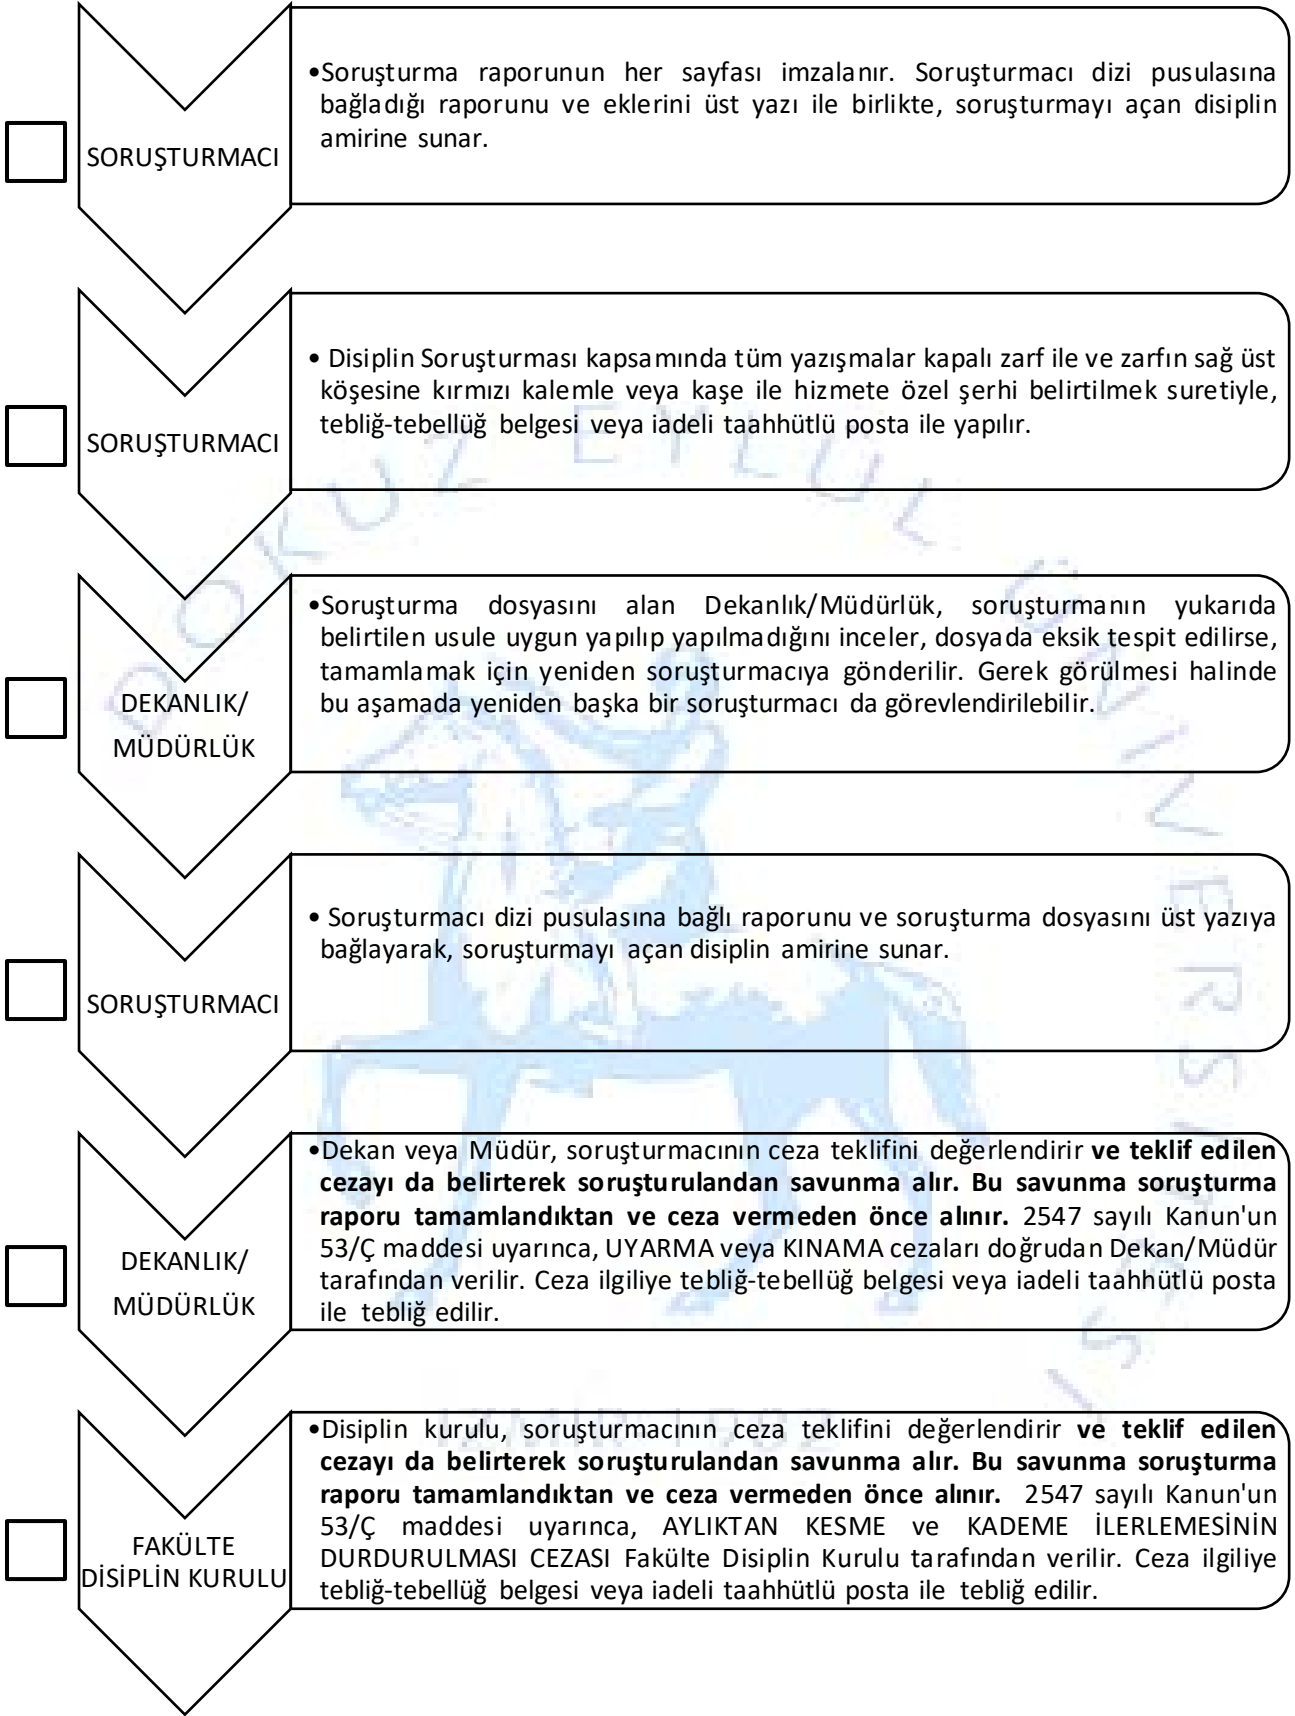 SORUŞTURMACI
•Soruşturma raporunun her sayfası imzalanır. Soruşturmacı dizi pusulasına
bağladığı raporunu ve eklerini üst yazı ile birlikte, soruşturmayı açan disiplin
amirine sunar.
SORUŞTURMACI
• Disiplin Soruşturması kapsamında tüm yazışmalar kapalı zarf ile ve zarfın sağ üst
köşesine kırmızı kalemle veya kaşe ile hizmete özel şerhi belirtilmek suretiyle,
tebliğ-tebellüğ belgesi veya iadeli taahhütlü posta ile yapılır.
DEKANLIK/
MÜDÜRLÜK
•Soruşturma dosyasını alan Dekanlık/Müdürlük, soruşturmanın yukarıda
belirtilen usule uygun yapılıp yapılmadığını inceler, dosyada eksik tespit edilirse,
tamamlamak için yeniden soruşturmacıya gönderilir. Gerek görülmesi halinde
bu aşamada yeniden başka bir soruşturmacı da görevlendirilebilir.
SORUŞTURMACI
• Soruşturmacı dizi pusulasına bağlı raporunu ve soruşturma dosyasını üst yazıya
bağlayarak, soruşturmayı açan disiplin amirine sunar.
DEKANLIK/
MÜDÜRLÜK
•Dekan veya Müdür, soruşturmacının ceza teklifini değerlendirir ve teklif edilen
cezayı da belirterek soruşturulandan savunma alır. Bu savunma soruşturma
raporu tamamlandıktan ve ceza vermeden önce alınır. 2547 sayılı Kanun'un
53/Ç maddesi uyarınca, UYARMA veya KINAMA cezaları doğrudan Dekan/Müdür
tarafından verilir. Ceza ilgiliye tebliğ-tebellüğ belgesi veya iadeli taahhütlü posta
ile tebliğ edilir.
FAKÜLTE
DİSİPLİN KURULU
•Disiplin kurulu, soruşturmacının ceza teklifini değerlendirir ve teklif edilen
cezayı da belirterek soruşturulandan savunma alır. Bu savunma soruşturma
raporu tamamlandıktan ve ceza vermeden önce alınır. 2547 sayılı Kanun'un
53/Ç maddesi uyarınca, AYLIKTAN KESME ve KADEME İLERLEMESİNİN
DURDURULMASI CEZASI Fakülte Disiplin Kurulu tarafından verilir. Ceza ilgiliye
tebliğ-tebellüğ belgesi veya iadeli taahhütlü posta ile tebliğ edilir.
DOKUZ EYLÜL ÜNİVERSİTESİ
İZMİR 1982